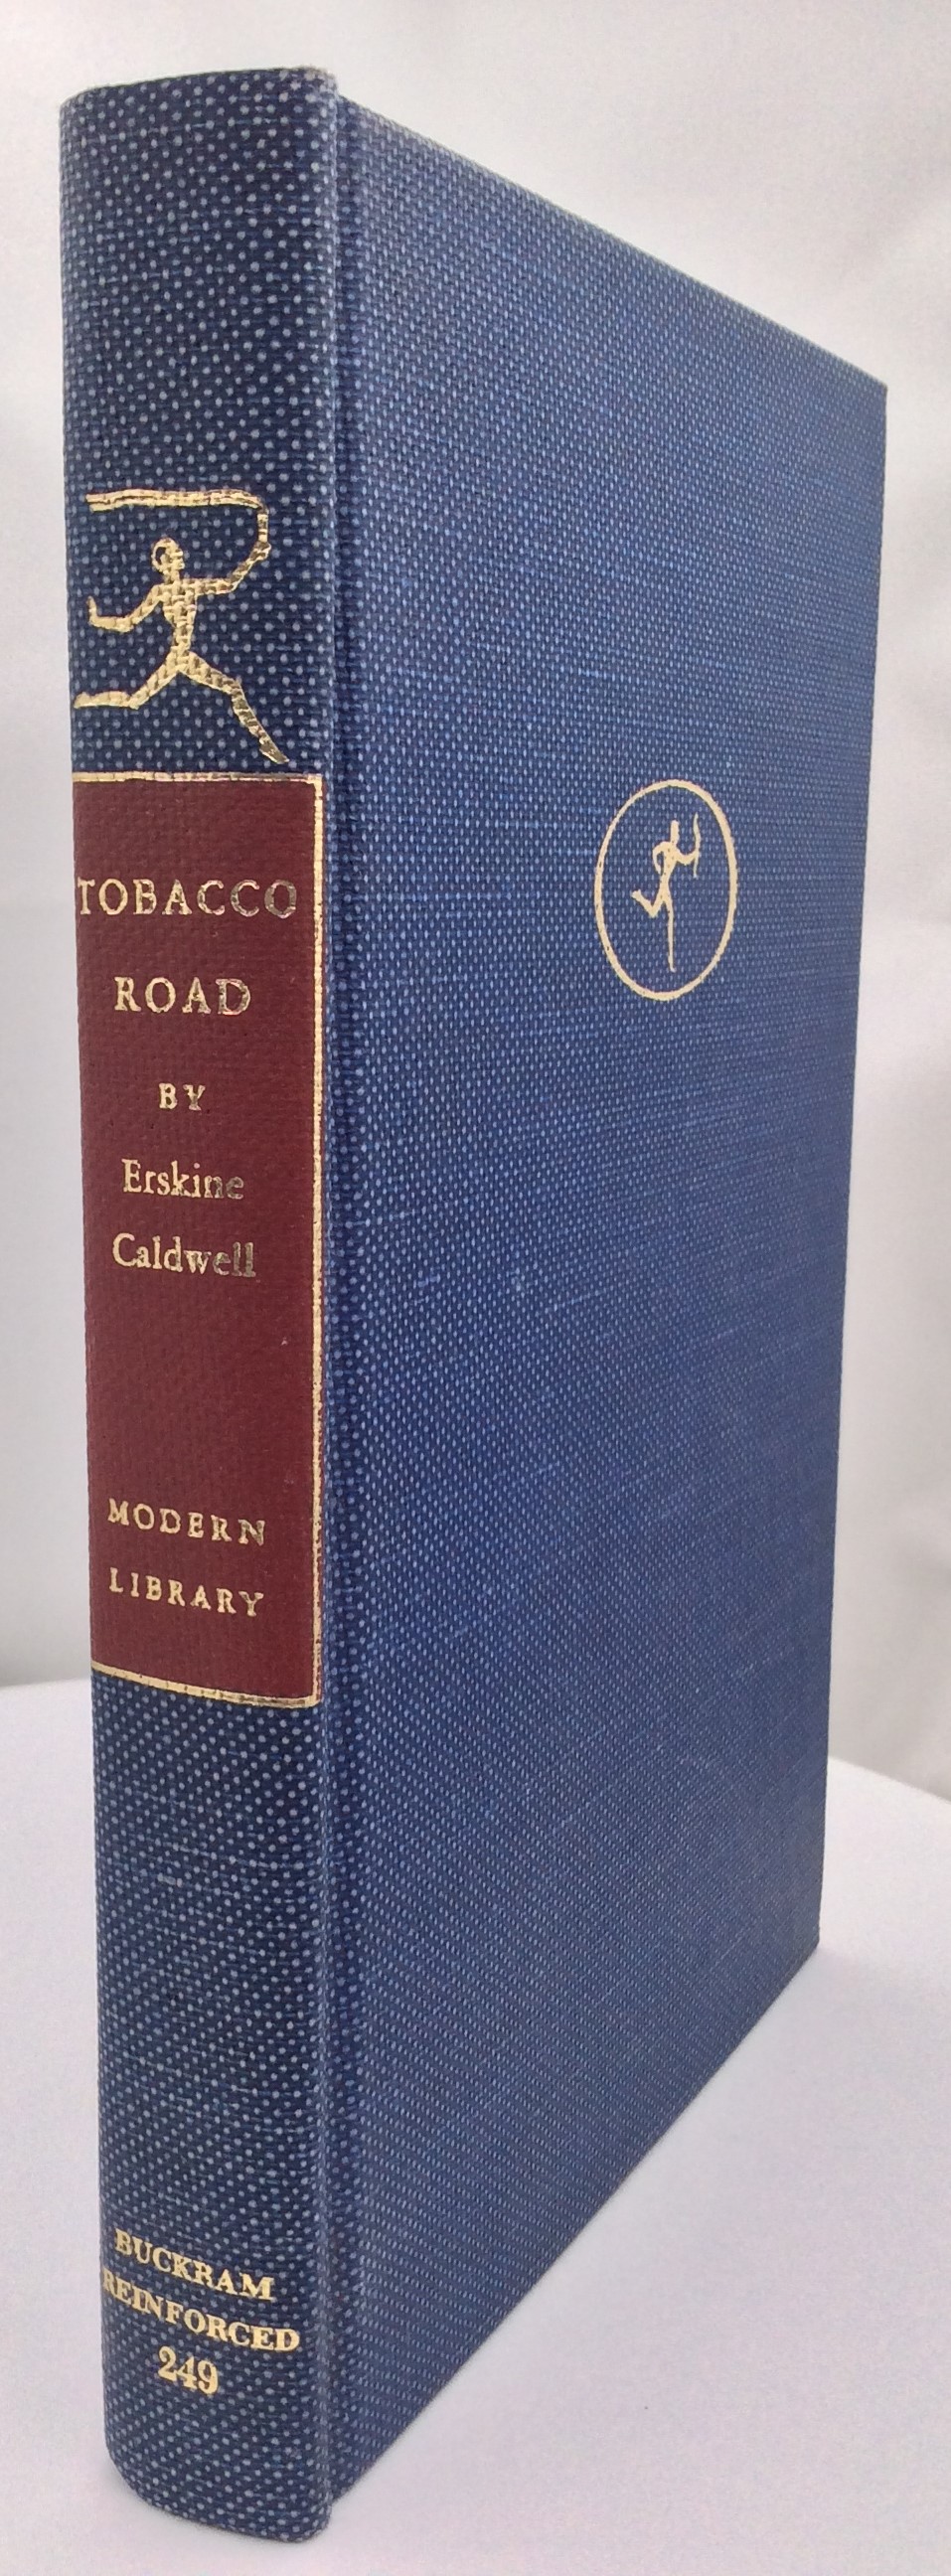 TOBACCO
ROAD
BY
Erskine
Caldwell
MODERN
LIBRARY
BUCKRAM
REINFORCED
249